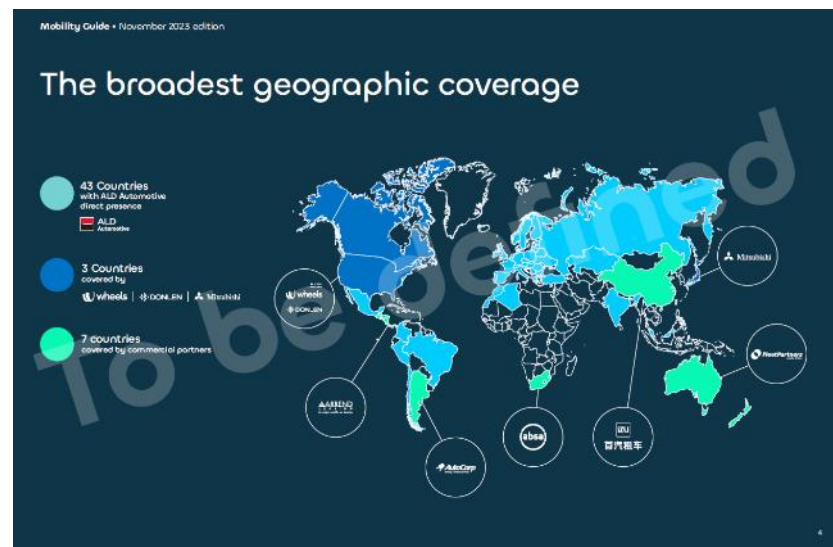 Mobility Guide • November 2023 edition
The broadest geographic coverage
43 Countries
with ALD Automotive
direct presence
ALD
Automotive
3 Countries
covered by
wheels | DONLEN | Mitsubishi
7 countries
covered by commercial partners
To be defined
Mitsubishi
wheels
DONLEN
FleetPartners
ARREND
LEASING
absa
首汽租车
AutoCorp
4